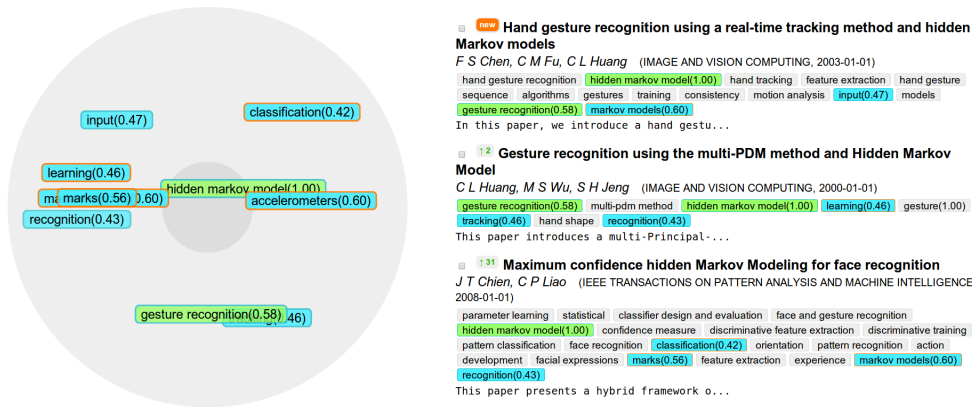 input(0.47)
classification(0.42)
learning(0.46)
hidden markov model(1.00)
ma marks(0.56) 0.60)
accelerometers(0.60)
recognition(0.43)
gesture recognition(0.58) 46)
new Hand gesture recognition using a real-time tracking method and hidden
Markov models
F S Chen, C M Fu, C L Huang (IMAGE AND VISION COMPUTING, 2003-01-01)
hand gesture recognition hidden markov model(1.00) hand tracking feature extraction hand gesture
sequence algorithms gestures training consistency motion analysis input(0.47) models
gesture recognition(0.58) markov models(0.60)
In this paper, we introduce a hand gestu...
↑2 Gesture recognition using the multi-PDM method and Hidden Markov
Model
C L Huang, M S Wu, S H Jeng (IMAGE AND VISION COMPUTING, 2000-01-01)
gesture recognition(0.58) multi-pdm method hidden markov model(1.00) learning(0.46) gesture(1.00)
tracking(0.46) hand shape recognition(0.43)
This paper introduces a multi-Principal-...
↑31 Maximum confidence hidden Markov Modeling for face recognition
J T Chien, C P Liao (IEEE TRANSACTIONS ON PATTERN ANALYSIS AND MACHINE INTELLIGENCE
2008-01-01)
parameter learning statistical classifier design and evaluation face and gesture recognition
hidden markov model(1.00) confidence measure discriminative feature extraction discriminative training
pattern classification face recognition classification(0.42) orientation pattern recognition action
development facial expressions marks(0.56) feature extraction experience markov models(0.60)
recognition(0.43)
This paper presents a hybrid framework o...